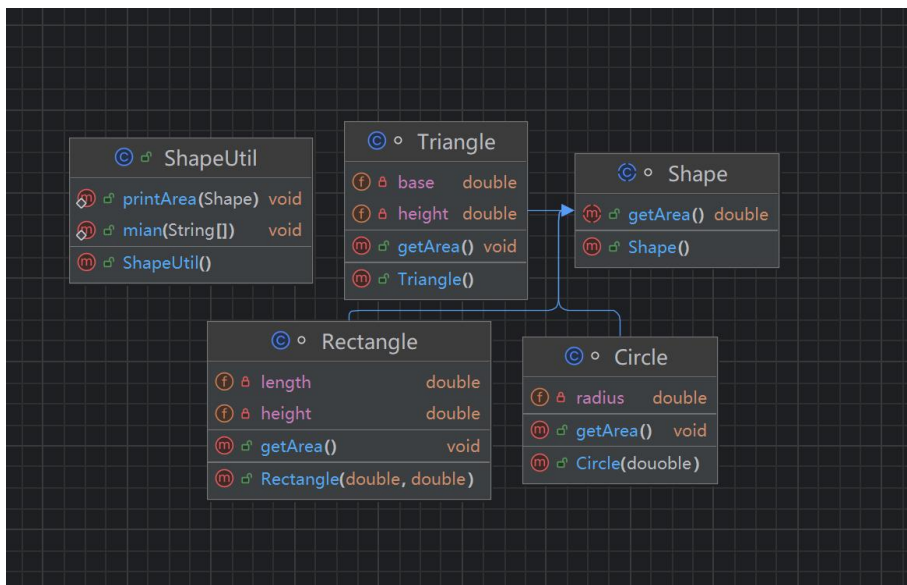 ShapeUtil
printArea(Shape) void
mian(String[]) void
ShapeUtil()
Triangle
base double
height double
getArea() void
Triangle()
Shape
getArea() double
Shape()
Rectangle
length double
height double
getArea() void
Rectangle(double, double)
Circle
radius double
getArea() void
Circle(douoble)